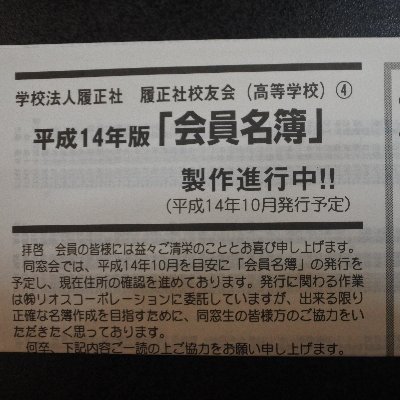 学校法人履正社 履正社校友会(高等学校)④
平成14年版「会員名簿」
製作進行中!!
(平成14年10月発行予定)
拝啓 会員の皆様には益々ご清栄のこととお喜び申し上げます。
同窓会では、平成14年10月を目安に「会員名簿」の発行を
予定し、現在住所の確認を進めております。発行に関わる作業
は㈱リオスコーポレーションに委託していますが、出来る限り
正確な名簿作成を目指すために、同窓生の皆様方のご協力をい
ただきたく思っております。
何卒、下記内容ご一読の上ご協力をお願い申し上げます。